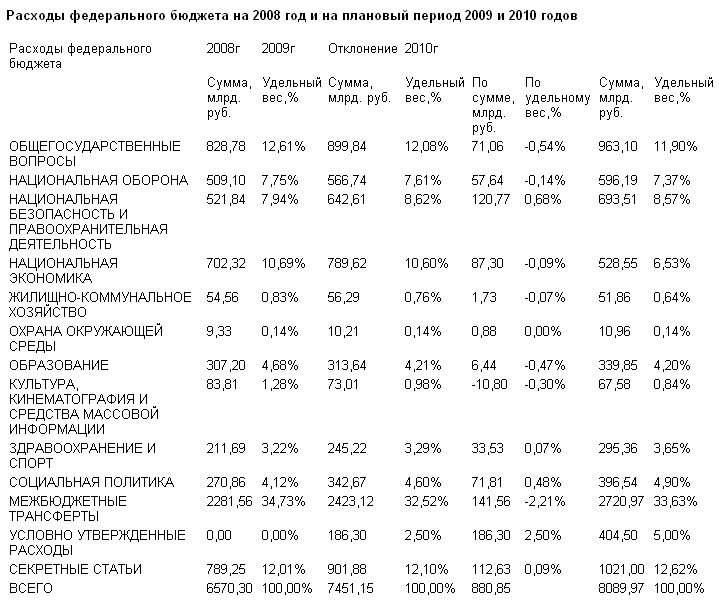 Расходы федерального бюджета на 2008 год и на плановый период 2009 и 2010 годов
Расходы федерального 2008г 2009г Отклонение 2010г
бюджета
Сумма, Удельный Сумма, Удельный По По Сумма, Удельный
млрд. вес,% млрд. руб. вес,% сумме, удельному млрд. вес,%
руб. млрд. весу,% руб.
руб.
ОБЩЕГОСУДАРСТВЕННЫЕ 828,78 12,61% 899,84 12,08% 71,06 -0,54% 963,10 11,90%
ВОПРОСЫ
НАЦИОНАЛЬНАЯ ОБОРОНА 509,10 7,75% 566,74 7,61% 57,64 -0,14% 596,19 7,37%
НАЦИОНАЛЬНАЯ 521,84 7,94% 642,61 8,62% 120,77 0,68% 693,51 8,57%
БЕЗОПАСНОСТЬ И
ПРАВООХРАНИТЕЛЬНАЯ
ДЕЯТЕЛЬНОСТЬ
НАЦИОНАЛЬНАЯ 702,32 10,69% 789,62 10,60% 87,30 -0,09% 528,55 6,53%
ЭКОНОМИКА
ЖИЛИЩНО-КОММУНАЛЬНОЕ 54,56 0,83% 56,29 0,76% 1,73 -0,07% 51,86 0,64%
ХОЗЯЙСТВО
ОХРАНА ОКРУЖАЮЩЕЙ 9,33 0,14% 10,21 0,14% 0,88 0,00% 10,96 0,14%
СРЕДЫ
ОБРАЗОВАНИЕ 307,20 4,68% 313,64 4,21% 6,44 -0,47% 339,85 4,20%
КУЛЬТУРА, 83,81 1,28% 73,01 0,98% -10,80 -0,30% 67,58 0,84%
КИНЕМАТОГРАФИЯ И
СРЕДСТВА МАССОВОЙ
ИНФОРМАЦИИ
ЗДРАВООХРАНЕНИЕ И 211,69 3,22% 245,22 3,29% 33,53 0,07% 295,36 3,65%
СПОРТ
СОЦИАЛЬНАЯ ПОЛИТИКА 270,86 4,12% 342,67 4,60% 71,81 0,48% 396,54 4,90%
МЕЖБЮДЖЕТНЫЕ 2281,56 34,73% 2423,12 32,52% 141,56 -2,21% 2720,97 33,63%
ТРАНСФЕРТЫ
УСЛОВНО УТВЕРЖДЕННЫЕ 0,00 0,00% 186,30 2,50% 186,30 2,50% 404,50 5,00%
РАСХОДЫ
СЕКРЕТНЫЕ СТАТЬИ 789,25 12,01% 901,88 12,10% 112,63 0,09% 1021,00 12,62%
ВСЕГО 6570,30 100,00% 7451,15 100,00% 880,85 8089,97 100,00%